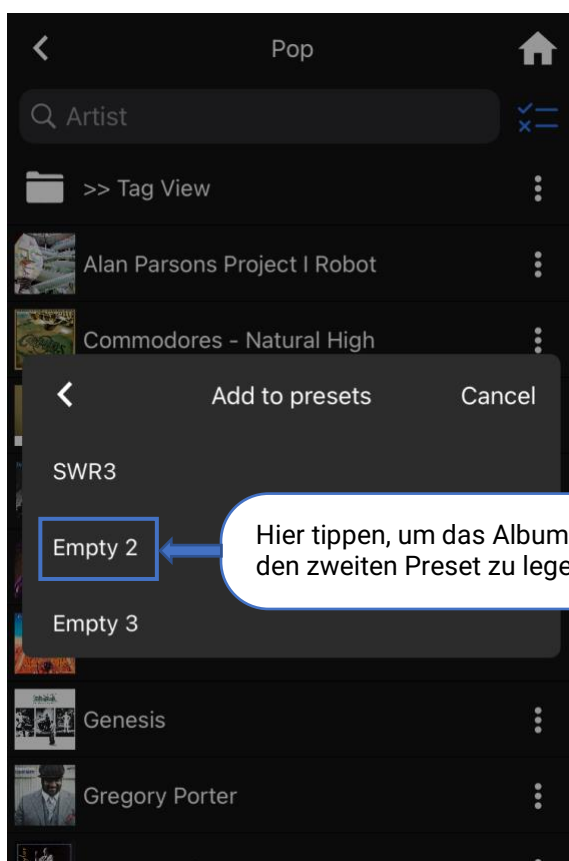 Pop
Artist
>> Tag View
Alan Parsons Project I Robot
Commodores - Natural High
Add to presets
Cancel
SWR3
Empty 2
Hier tippen, um das Album
den zweiten Preset zu lege
Empty 3
Genesis
Gregory Porter